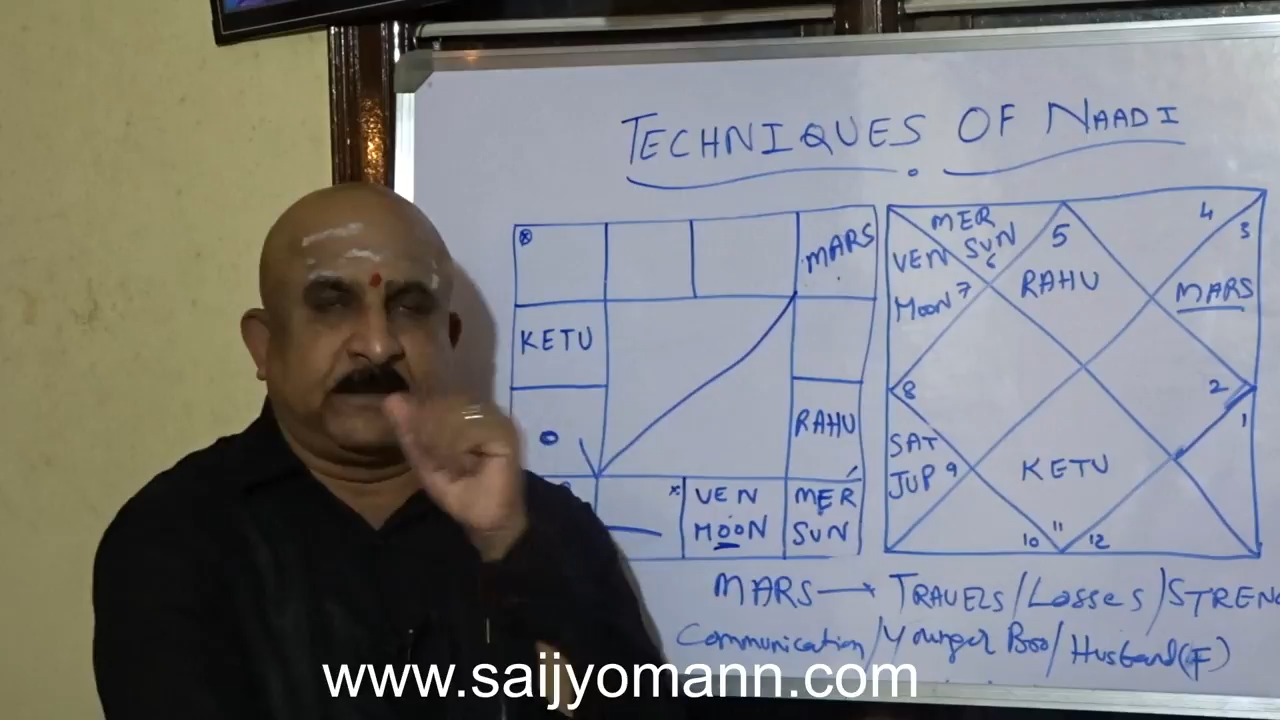 TECHNIQUES OF NAADI
MARS
KETU
RAHU
VEN
MOON
MER
SUN
MER
SUN
6
VEN
MOON 7
5
RAHU
4
3
MARS
8
2
1
SAT
JUP 9
KETU
10 11 12
MARS → TRAVELS/LOSSES/STREN
Communication/Younger Bro/Husband(F)
www.saijyomann.com